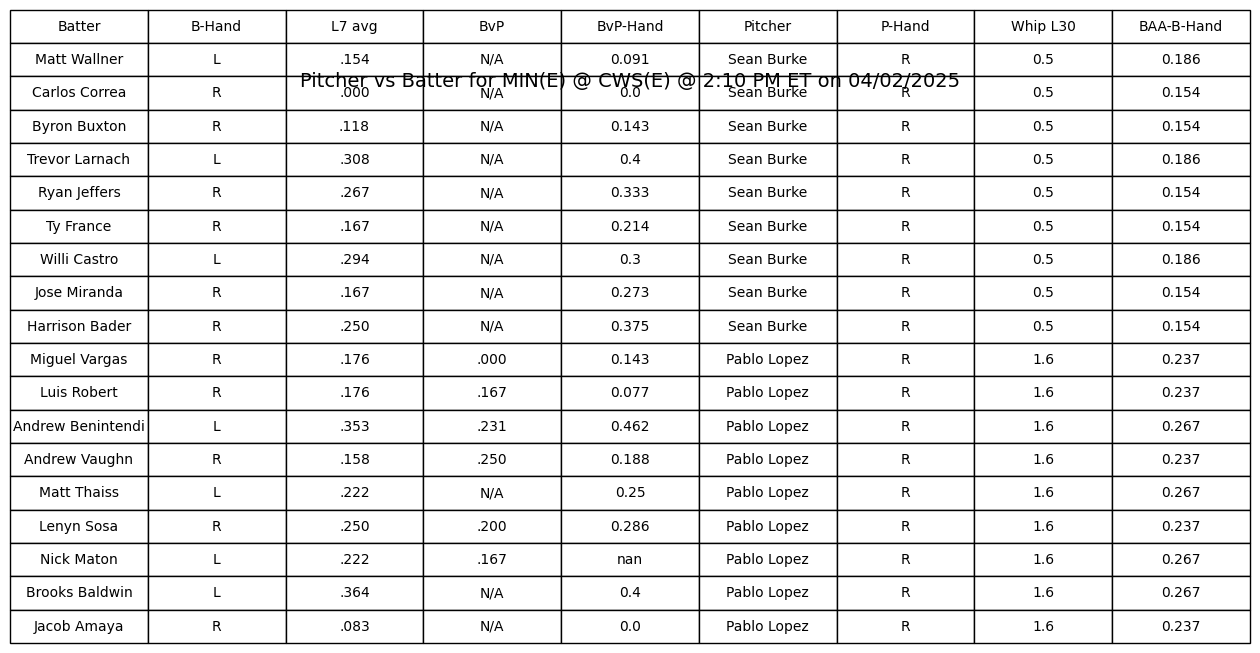 Batter B-Hand L7 avg BvP BvP-Hand Pitcher P-Hand Whip L30 BAA-B-Hand
Matt Wallner L .154 N/A 0.091 Sean Burke R 0.5 0.186
Pitcher vs Batter for MIN(E) @ CWS(E) @ 2:10 PM ET on 04/02/2025
Carlos Correa R .000 N/A 0.0 Sean Burke R 0.5 0.154
Byron Buxton R .118 N/A 0.143 Sean Burke R 0.5 0.154
Trevor Larnach L .308 N/A 0.4 Sean Burke R 0.5 0.186
Ryan Jeffers R .267 N/A 0.333 Sean Burke R 0.5 0.154
Ty France R .167 N/A 0.214 Sean Burke R 0.5 0.154
Willi Castro L .294 N/A 0.3 Sean Burke R 0.5 0.186
Jose Miranda R .167 N/A 0.273 Sean Burke R 0.5 0.154
Harrison Bader R .250 N/A 0.375 Sean Burke R 0.5 0.154
Miguel Vargas R .176 .000 0.143 Pablo Lopez R 1.6 0.237
Luis Robert R .176 .167 0.077 Pablo Lopez R 1.6 0.237
Andrew Benintendi L .353 .231 0.462 Pablo Lopez R 1.6 0.267
Andrew Vaughn R .158 .250 0.188 Pablo Lopez R 1.6 0.237
Matt Thaiss L .222 N/A 0.25 Pablo Lopez R 1.6 0.267
Lenyn Sosa R .250 .200 0.286 Pablo Lopez R 1.6 0.237
Nick Maton L .222 .167 nan Pablo Lopez R 1.6 0.267
Brooks Baldwin L .364 N/A 0.4 Pablo Lopez R 1.6 0.267
Jacob Amaya R .083 N/A 0.0 Pablo Lopez R 1.6 0.237